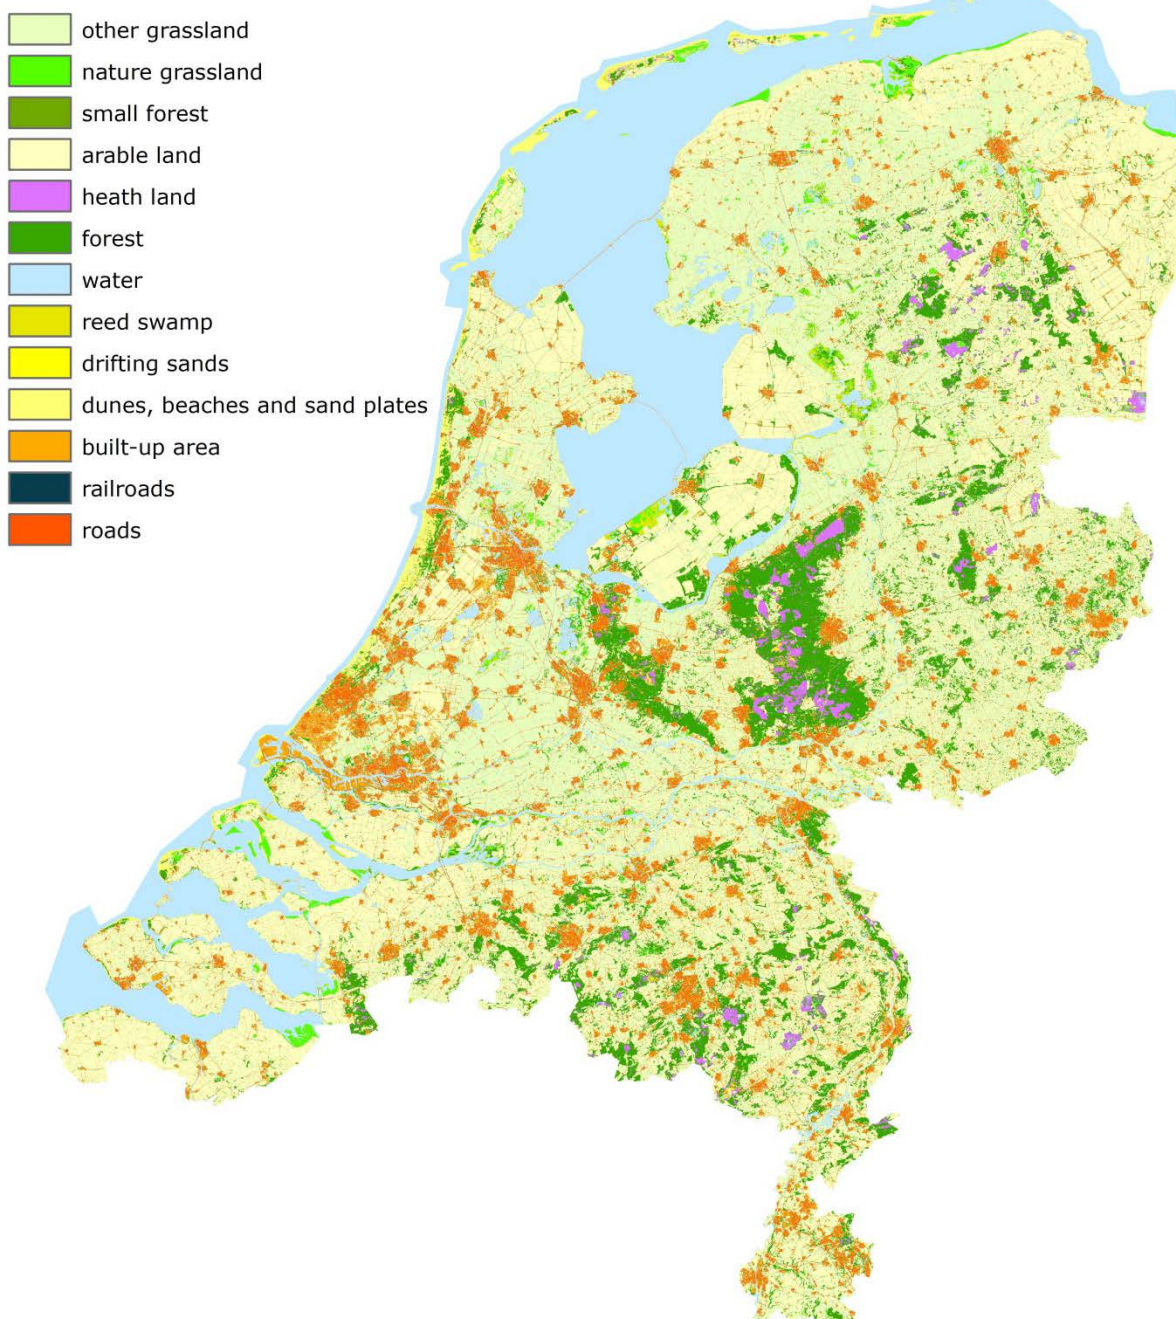 other grassland
nature grassland
small forest
arable land
heath land
forest
water
reed swamp
drifting sands
dunes, beaches and sand plates
built-up area
railroads
roads